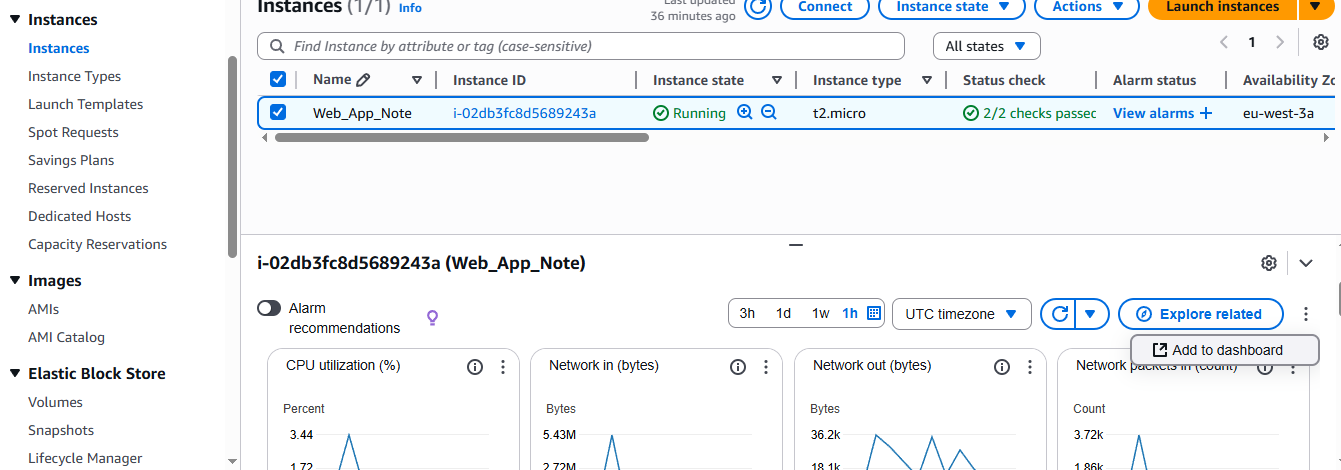 Instances
Instances
Instance Types
Launch Templates
Spot Requests
Savings Plans
Reserved Instances
Dedicated Hosts
Capacity Reservations
Images
AMIs
AMI Catalog
Elastic Block Store
Volumes
Snapshots
Lifecycle Manager
Instances (1/1) Info
Last updated
36 minutes ago
Connect
Instance state
Actions
Launch instances
Find Instance by attribute or tag (case-sensitive)
All states
1
Name Instance ID Instance state Instance type Status check Alarm status Availability Zo
Web_App_Note i-02db3fc8d5689243a Running t2.micro 2/2 checks passed View alarms + eu-west-3a
i-02db3fc8d5689243a (Web_App_Note)
Alarm
recommendations
3h 1d 1w 1h
UTC timezone
Explore related
Add to dashboard
CPU utilization (%)
Percent
3.44
1.72
Network in (bytes)
Bytes
5.43M
2.72M
Network out (bytes)
Bytes
36.2k
18.1k
Network packets in (count)
Count
3.72k
1.86k